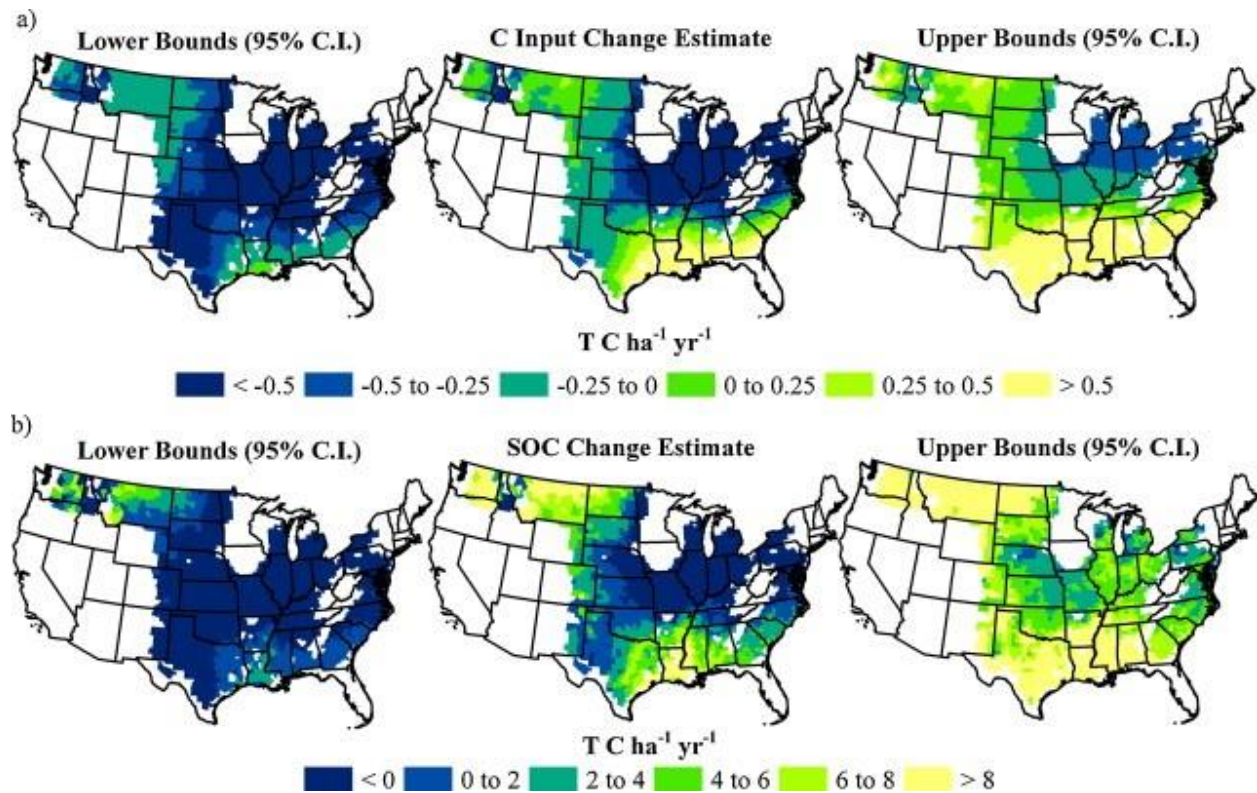 a)
Lower Bounds (95% C.I.) C Input Change Estimate Upper Bounds (95% C.I.)
T C ha⁻¹ yr⁻¹
< -0.5 -0.5 to -0.25 -0.25 to 0 0 to 0.25 0.25 to 0.5 > 0.5
b)
Lower Bounds (95% C.I.) SOC Change Estimate Upper Bounds (95% C.I.)
T C ha⁻¹ yr⁻¹
< 0 0 to 2 2 to 4 4 to 6 6 to 8 > 8